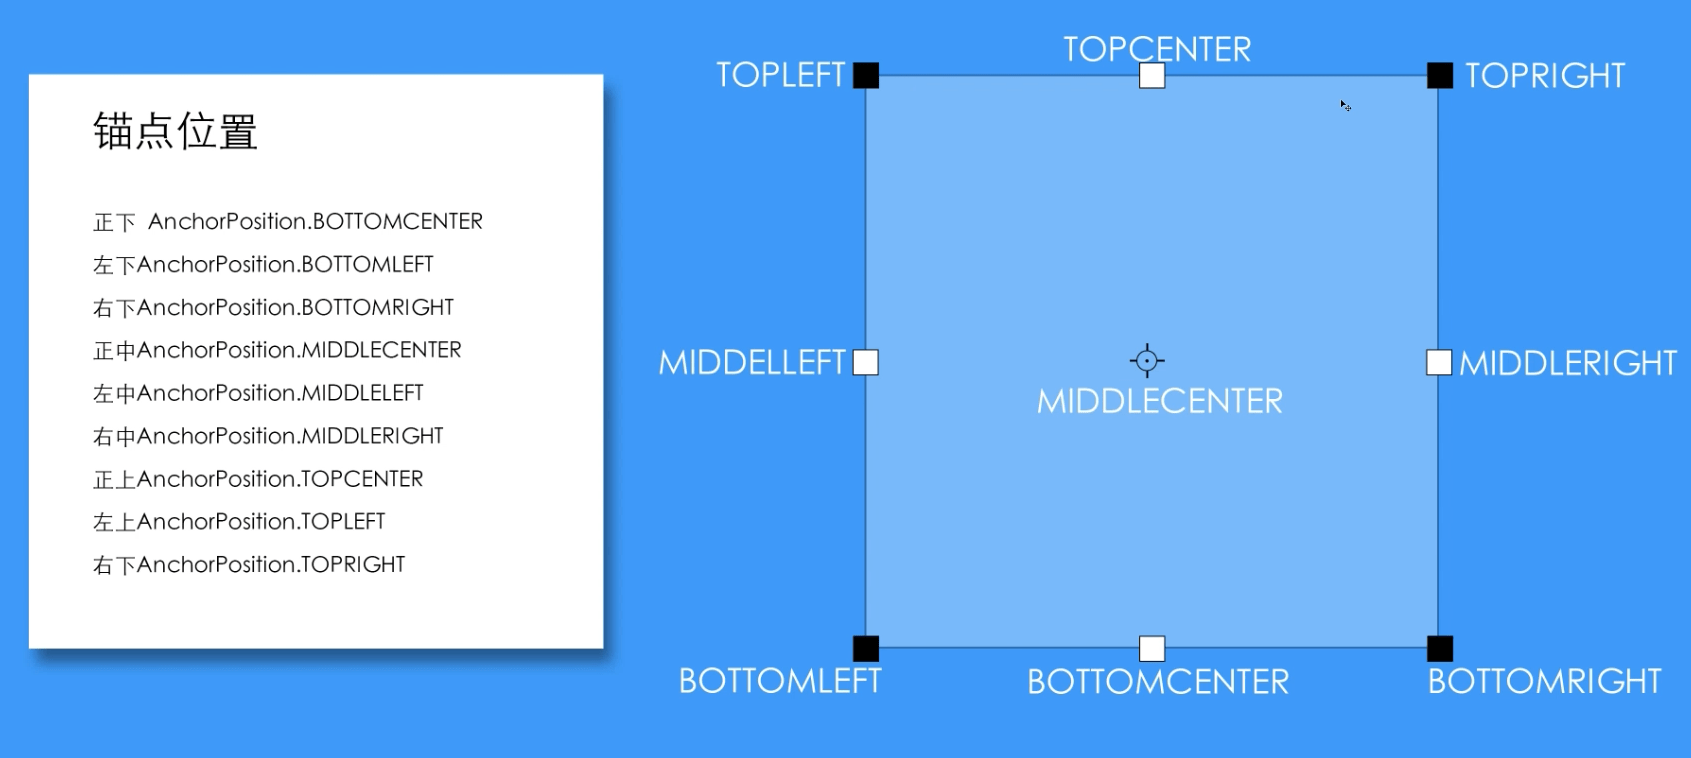 锚点位置
正下 AnchorPosition.BOTTOMCENTER
左下AnchorPosition.BOTTOMLEFT
右下AnchorPosition.BOTTOMRIGHT
正中AnchorPosition.MIDDLECENTER
左中AnchorPosition.MIDDLELEFT
右中AnchorPosition.MIDDLERIGHT
正上AnchorPosition.TOPCENTER
左上AnchorPosition.TOPLEFT
右下AnchorPosition.TOPRIGHT
TOPCENTER
TOPLEFT
TOPRIGHT
MIDDELLEFT
MIDDLERIGHT
MIDDLECENTER
BOTTOMLEFT
BOTTOMCENTER
BOTTOMRIGHT